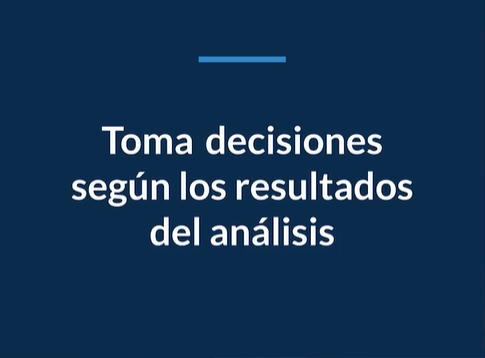 Toma decisiones
según los resultados
del análisis